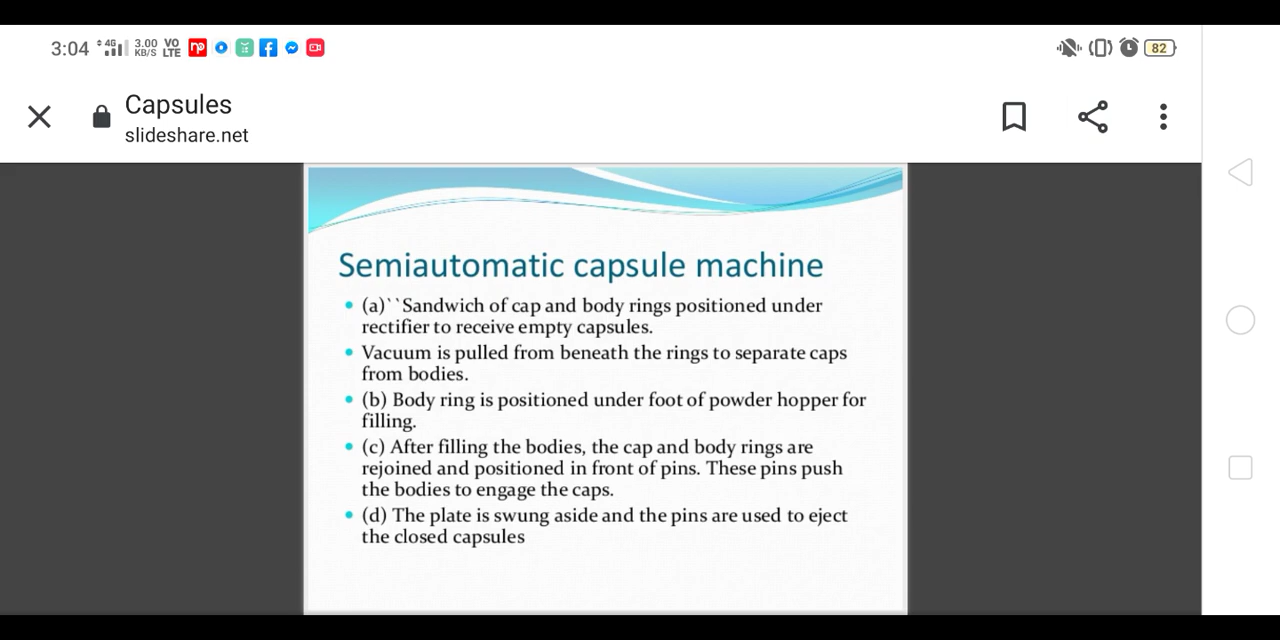 3:04 4G 3.00 KB/S VO LTE np 82
Capsules
slideshare.net
Semiautomatic capsule machine
• (a)``Sandwich of cap and body rings positioned under
rectifier to receive empty capsules.
• Vacuum is pulled from beneath the rings to separate caps
from bodies.
• (b) Body ring is positioned under foot of powder hopper for
filling.
• (c) After filling the bodies, the cap and body rings are
rejoined and positioned in front of pins. These pins push
the bodies to engage the caps.
• (d) The plate is swung aside and the pins are used to eject
the closed capsules